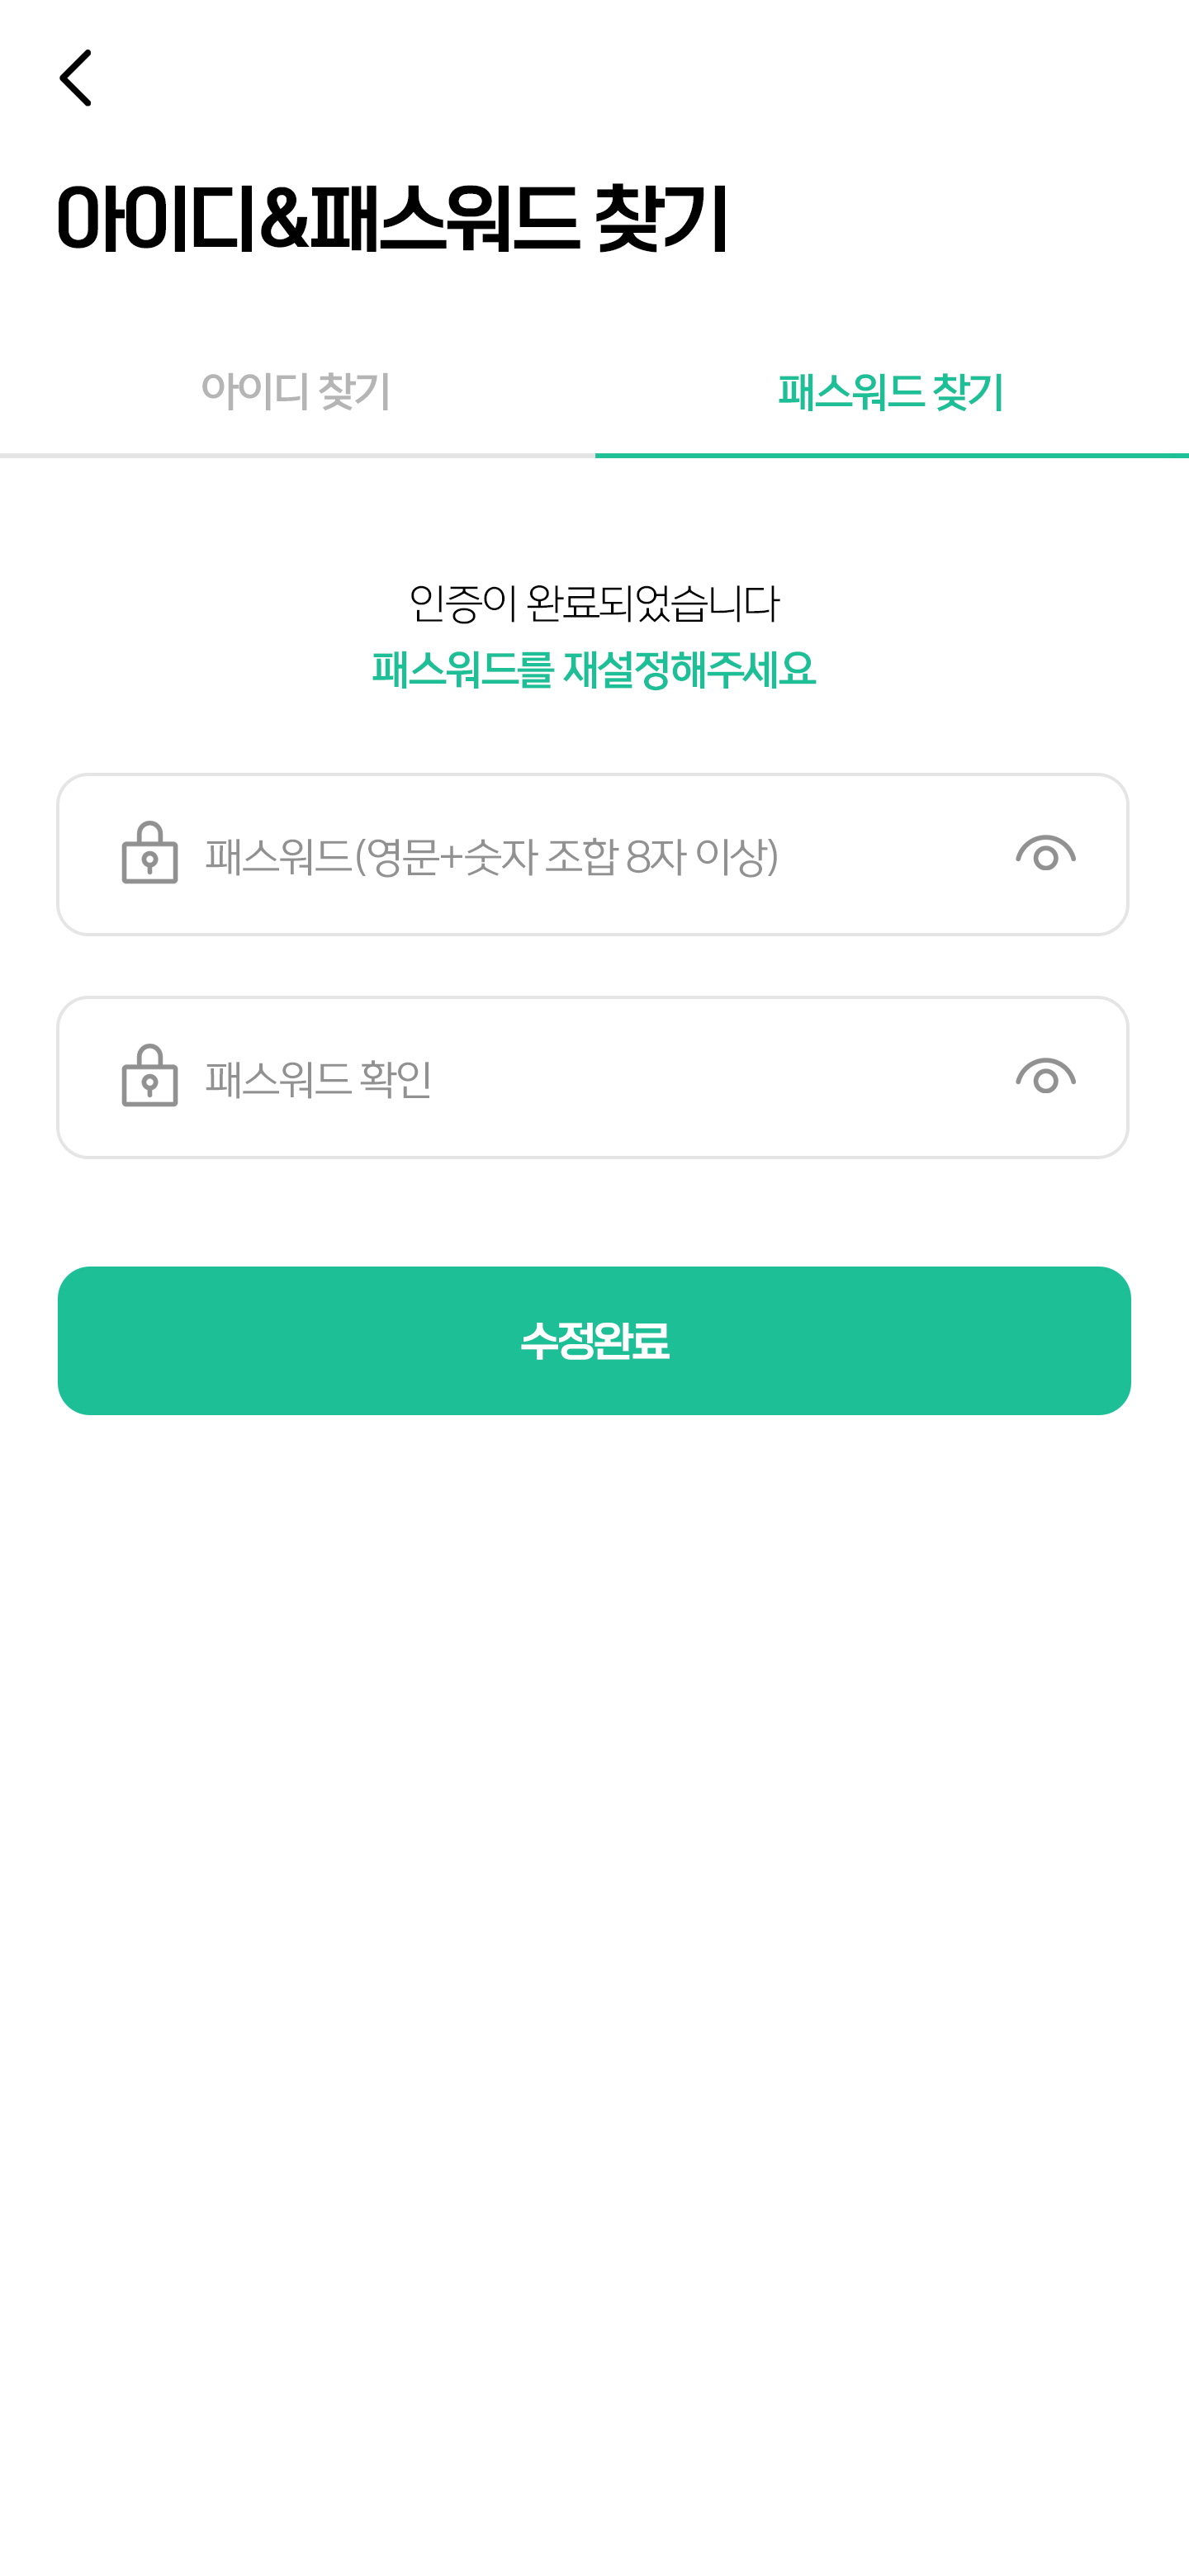 아이디&패스워드 찾기
아이디 찾기
패스워드 찾기
인증이 완료되었습니다
패스워드를 재설정해주세요
패스워드(영문+숫자 조합 8자 이상)
패스워드 확인
수정완료